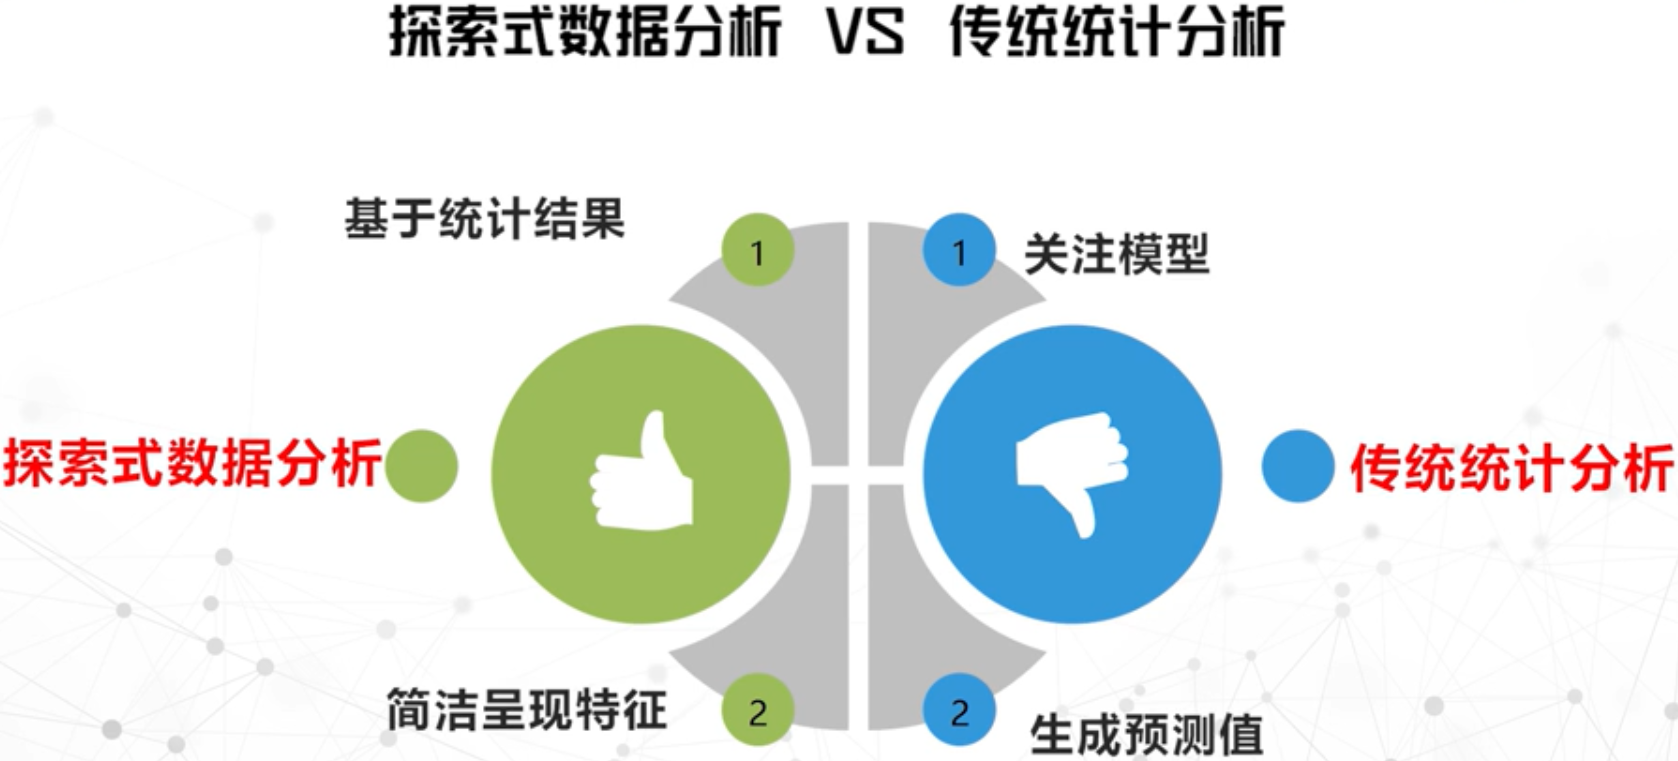 探索式数据分析 VS 传统统计分析
基于统计结果
1
1
关注模型
探索式数据分析
传统统计分析
简洁呈现特征
2
2
生成预测值